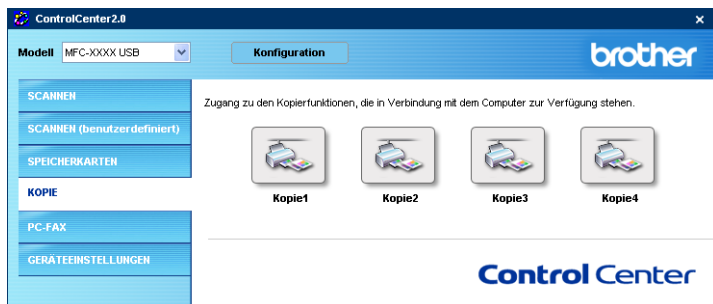 ControlCenter2.0
Modell MFC-XXXX USB Konfiguration brother
SCANNEN
SCANNEN (benutzerdefiniert)
SPEICHERKARTEN
KOPIE
PC-FAX
GERÄTEEINSTELLUNGEN
Zugang zu den Kopierfunktionen, die in Verbindung mit dem Computer zur Verfügung stehen.
Kopie1 Kopie2 Kopie3 Kopie4
Control Center